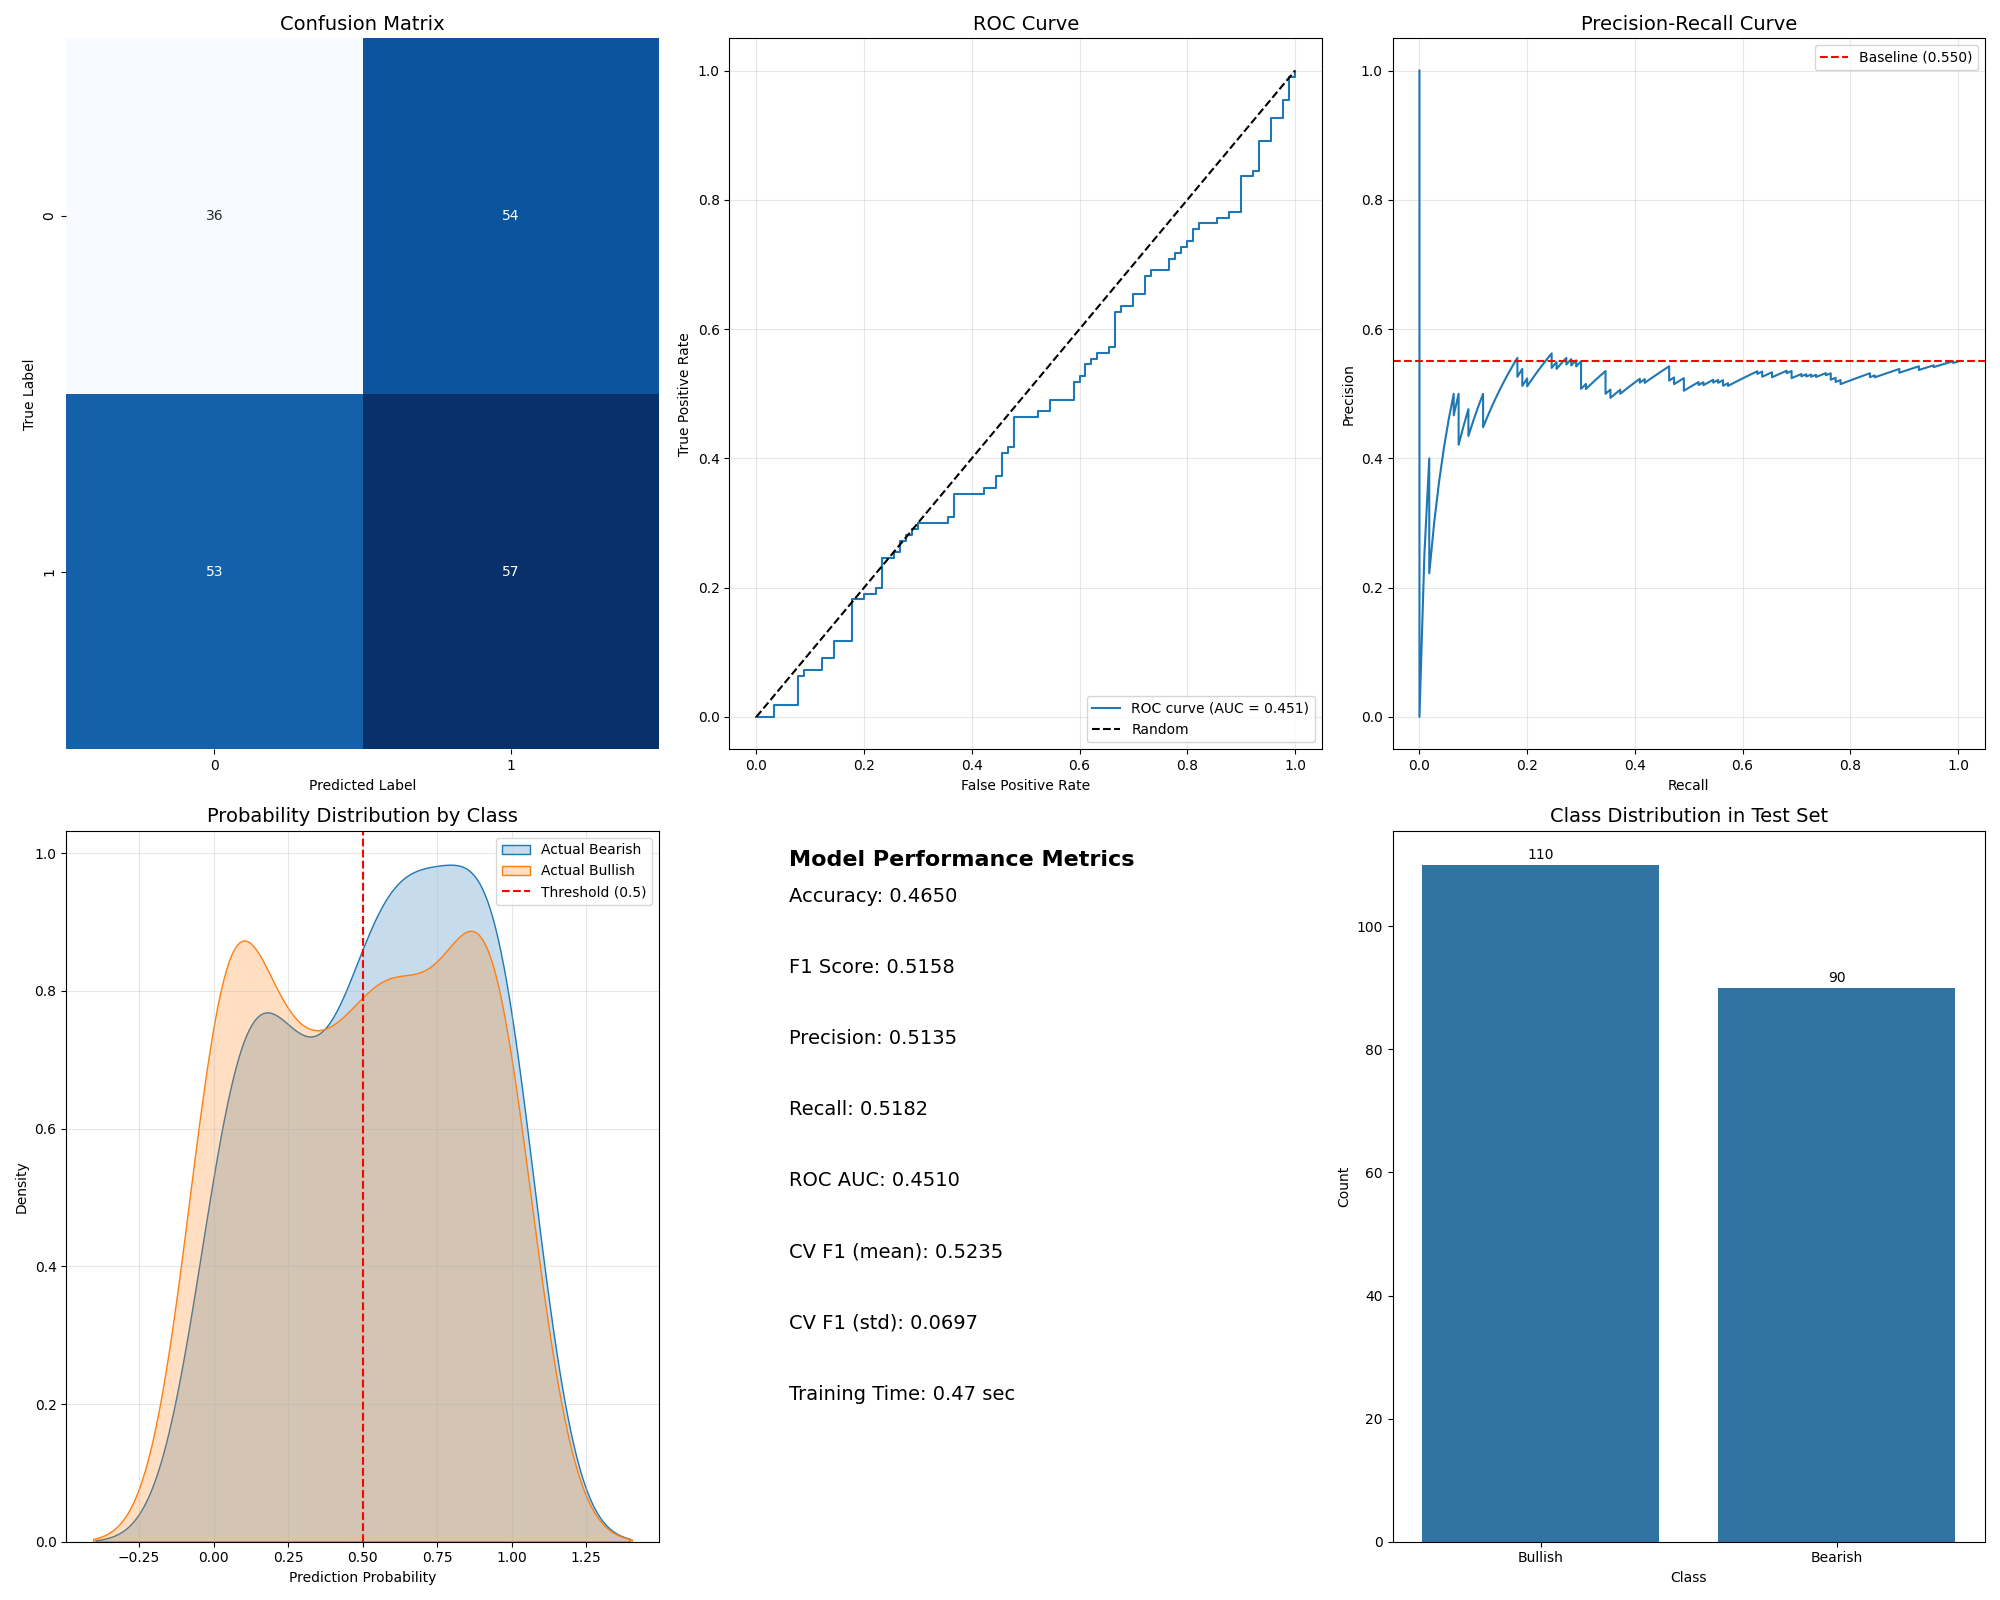 Confusion Matrix
36
54
53
57
0
1
True Label
0
1
Predicted Label
ROC Curve
1.0
0.8
0.6
0.4
0.2
0.0
True Positive Rate
ROC curve (AUC = 0.451)
Random
0.0
0.2
0.4
0.6
0.8
1.0
False Positive Rate
Precision-Recall Curve
Baseline (0.550)
1.0
0.8
0.6
0.4
0.2
0.0
Precision
0.0
0.2
0.4
0.6
0.8
1.0
Recall
Probability Distribution by Class
Actual Bearish
Actual Bullish
Threshold (0.5)
1.0
0.8
0.6
0.4
0.2
0.0
Density
−0.25
0.00
0.25
0.50
0.75
1.00
1.25
Prediction Probability
Model Performance Metrics
Accuracy: 0.4650
F1 Score: 0.5158
Precision: 0.5135
Recall: 0.5182
ROC AUC: 0.4510
CV F1 (mean): 0.5235
CV F1 (std): 0.0697
Training Time: 0.47 sec
Class Distribution in Test Set
110
90
100
80
60
40
20
0
Count
Bullish
Bearish
Class